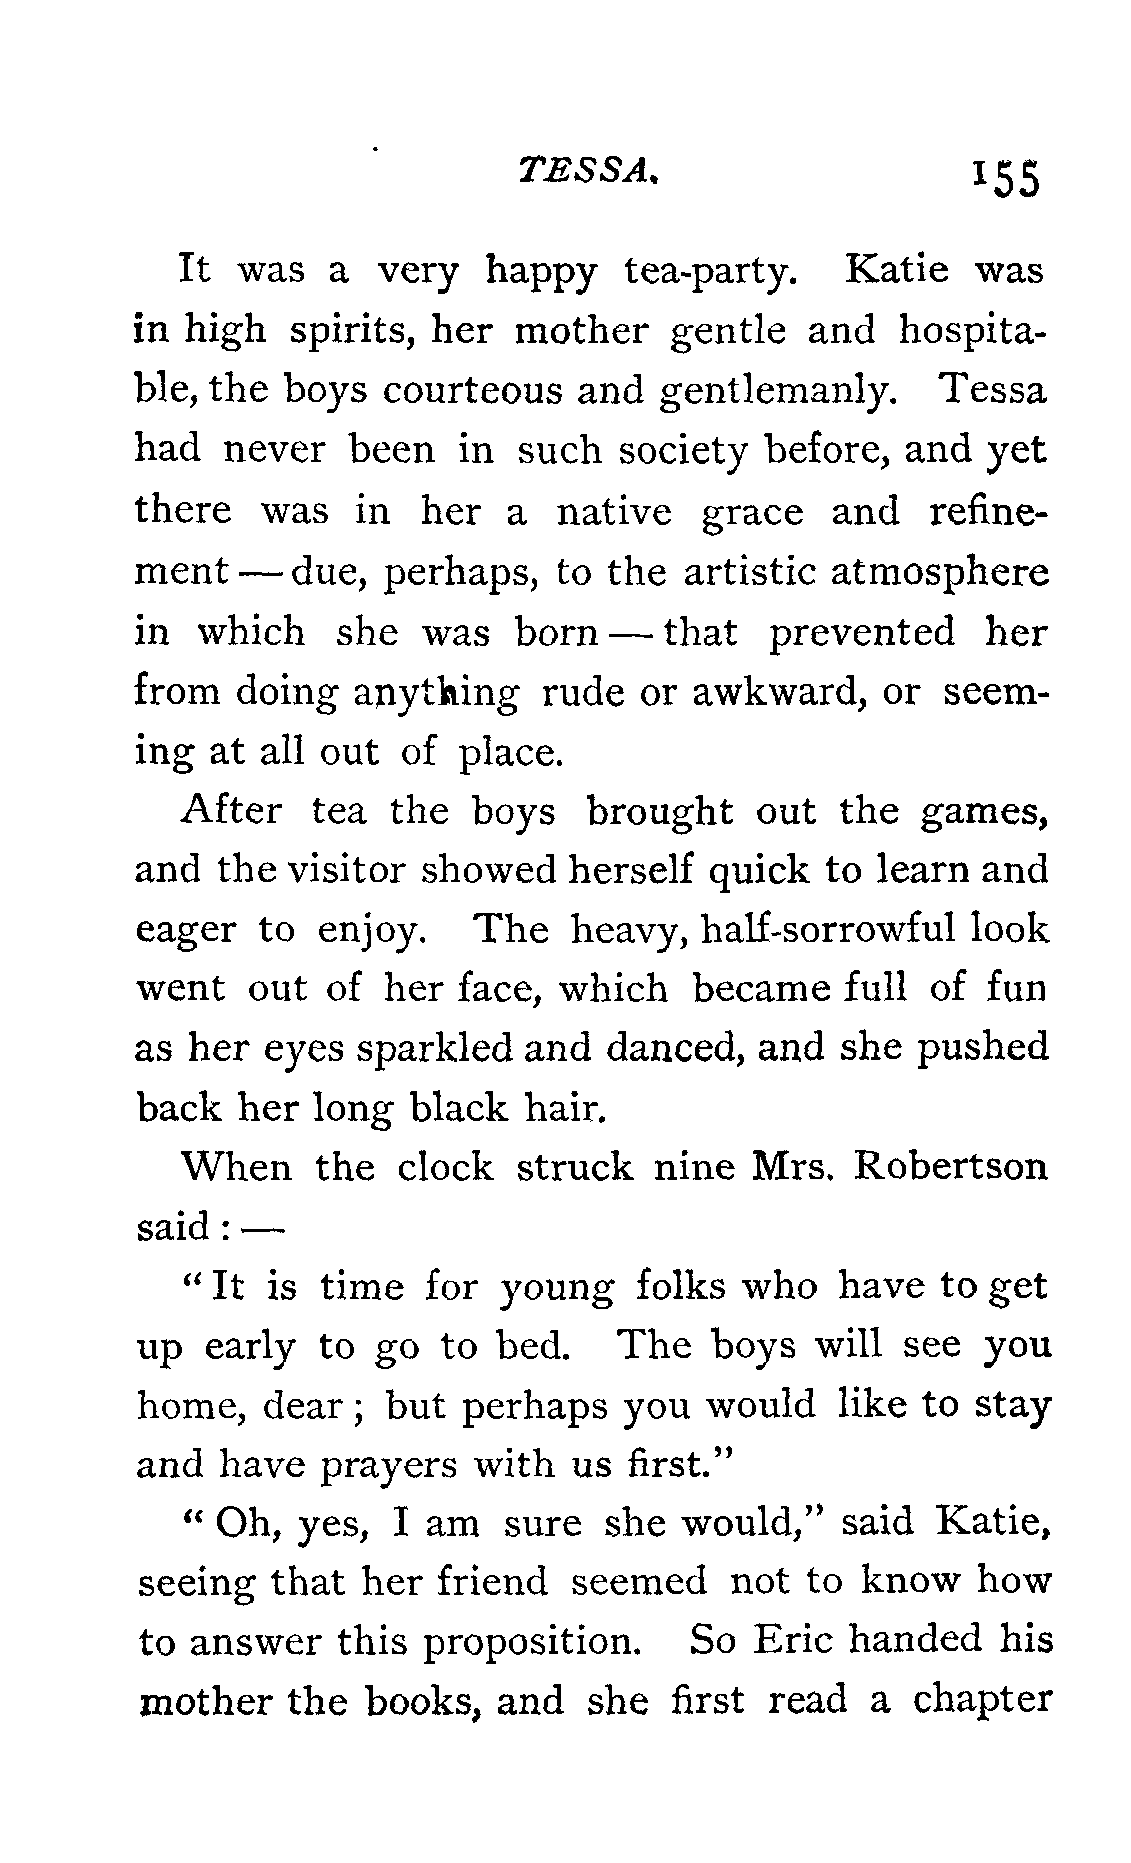 TESSA. 155
It was a very happy tea-party. Katie was
in high spirits, her mother gentle and hospita-
ble, the boys courteous and gentlemanly. Tessa
had never been in such society before, and yet
there was in her a native grace and refine-
ment — due, perhaps, to the artistic atmosphere
in which she was born — that prevented her
from doing anything rude or awkward, or seem-
ing at all out of place.
After tea the boys brought out the games,
and the visitor showed herself quick to learn and
eager to enjoy. The heavy, half-sorrowful look
went out of her face, which became full of fun
as her eyes sparkled and danced, and she pushed
back her long black hair.
When the clock struck nine Mrs. Robertson
said : —
“ It is time for young folks who have to get
up early to go to bed. The boys will see you
home, dear ; but perhaps you would like to stay
and have prayers with us first.”
“ Oh, yes, I am sure she would,” said Katie,
seeing that her friend seemed not to know how
to answer this proposition. So Eric handed his
mother the books, and she first read a chapter